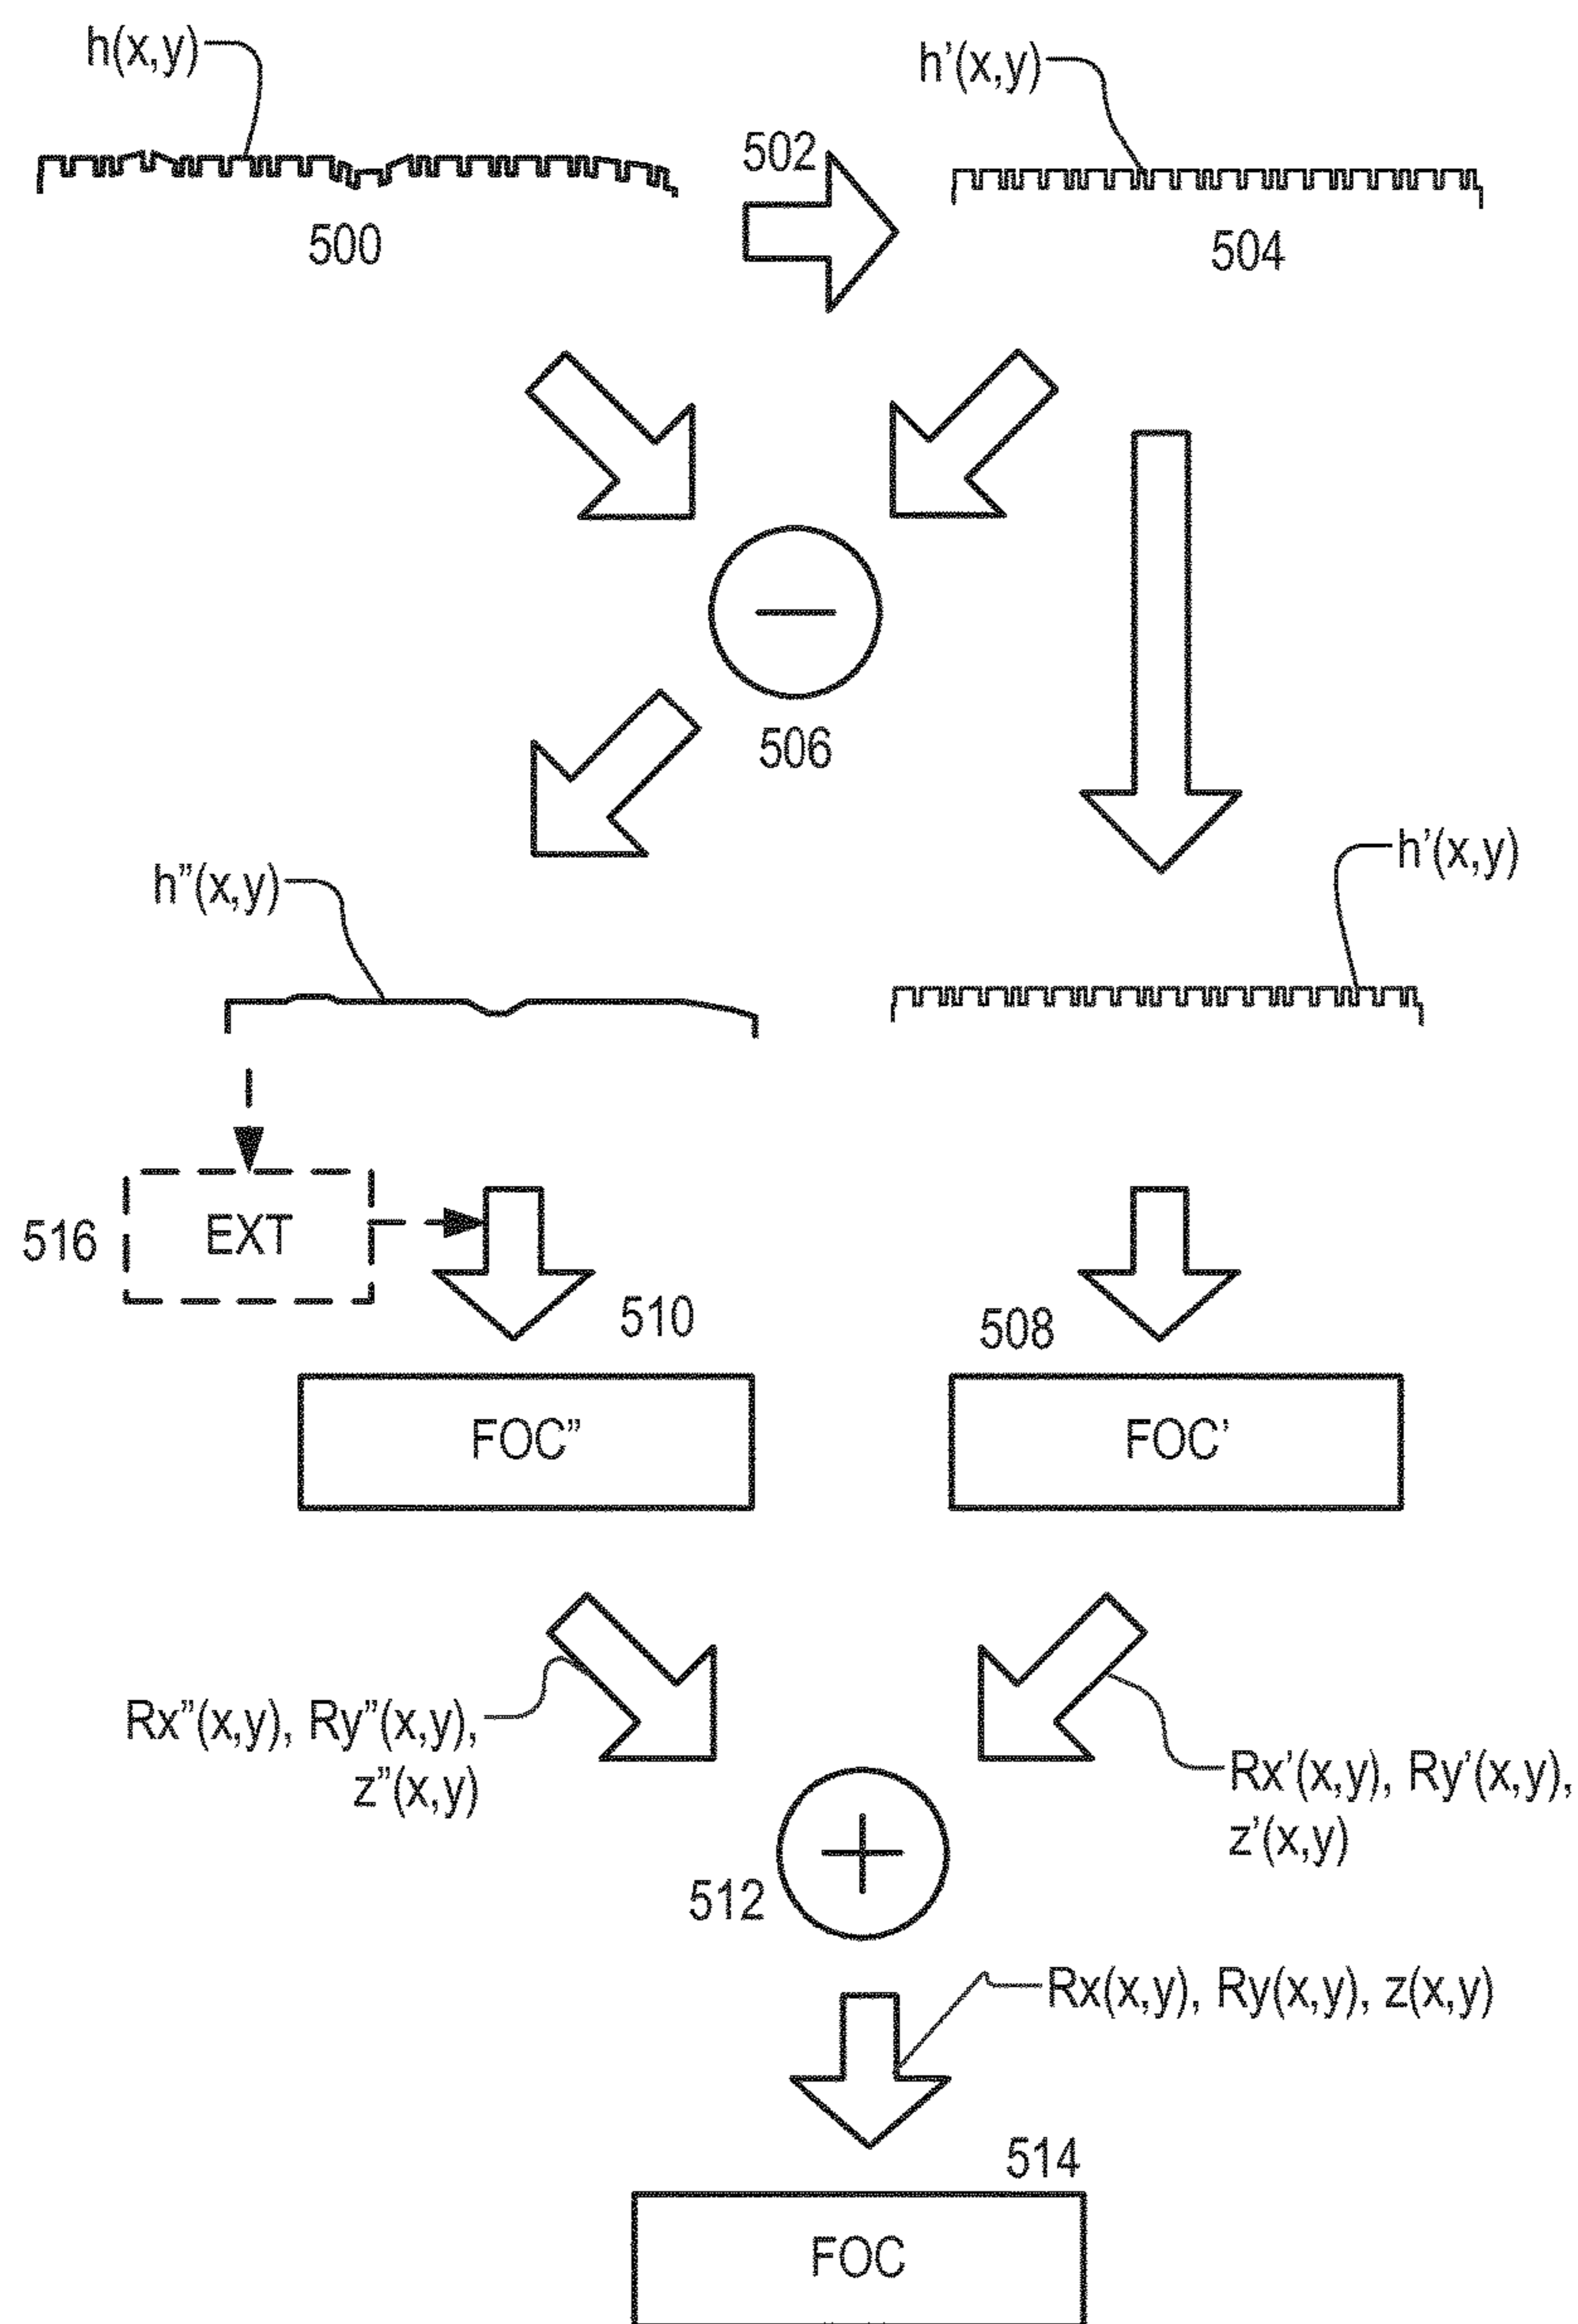 h(x,y)
h’(x,y)
502
500
504
506
h’(x,y)
h”(x,y)
EXT
516
510
508
FOC”
FOC’
Rx”(x,y), Ry”(x,y),
z”(x,y)
Rx’(x,y), Ry’(x,y),
z’(x,y)
512
Rx(x,y), Ry(x,y), z(x,y)
514
FOC